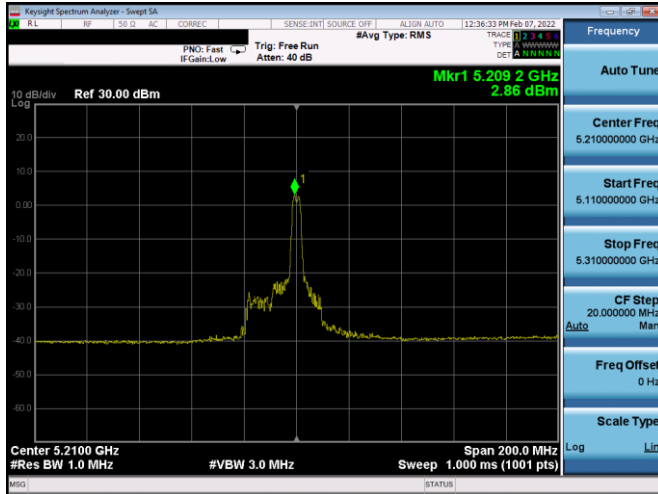 Keysight Spectrum Analyzer - Swept SA
RL RF 50 Ω AC CORREC SENSE:INT SOURCE OFF ALIGN AUTO 12:36:33 PM Feb 07, 2022
#Avg Type: RMS
TRACE 1 2 3 4 5 6
PNO: Fast Trig: Free Run TYPE A WWWWW
IFGain:Low Atten: 40 dB DET A N N N N N
Mkr1 5.209 2 GHz
2.86 dBm
10 dB/div Ref 30.00 dBm
Log
1
20.0
10.0
0.00
-10.0
-20.0
-30.0
-40.0
-50.0
-60.0
Center 5.2100 GHz Span 200.0 MHz
#Res BW 1.0 MHz #VBW 3.0 MHz Sweep 1.000 ms (1001 pts)
MSG STATUS
Frequency
Auto Tune
Center Freq
5.210000000 GHz
Start Freq
5.110000000 GHz
Stop Freq
5.310000000 GHz
CF Step
20.000000 MHz
Auto Man
Freq Offset
0 Hz
Scale Type
Log Lin